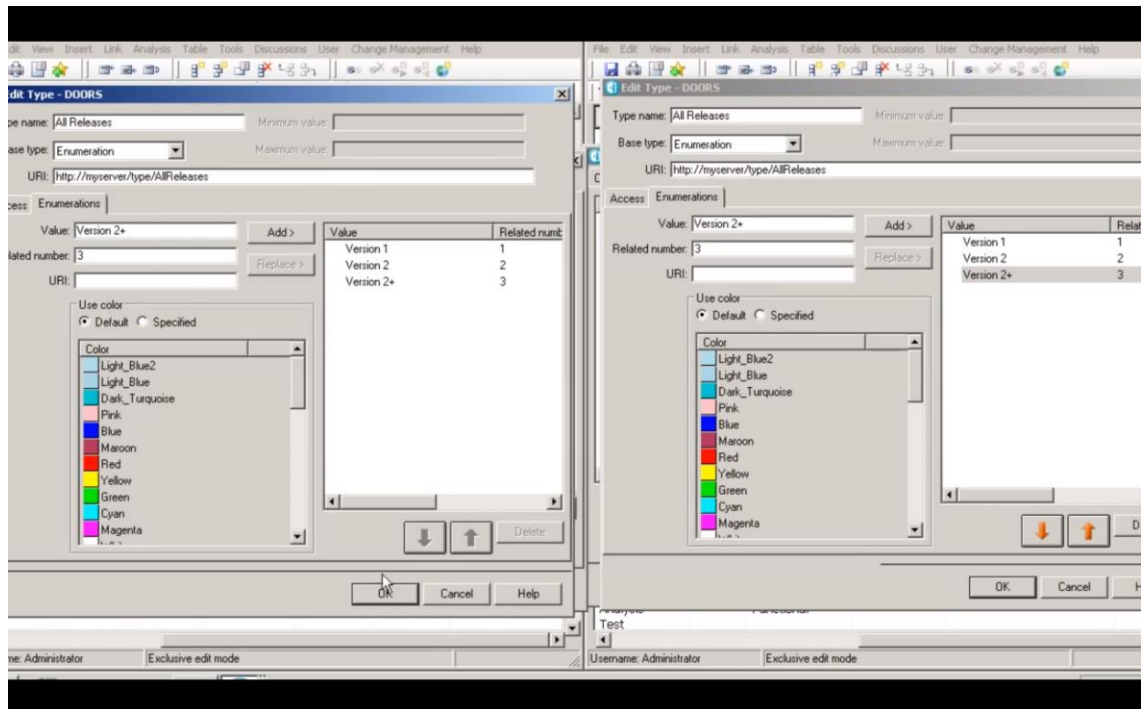 dit View Insert Link Analysis Table Tools Discussions User Change Management Help
Edit Type - DOORS
pe name: All Releases Minimum value:
ase type: Enumeration Maximum value:
URI: http://myserver/type/AllReleases
cess Enumerations
Value: Version 2+ Add >
lated number: 3 Replace >
URI:
Use color
Default Specified
Color
Light_Blue2
Light_Blue
Dark_Turquoise
Pink
Blue
Maroon
Red
Yellow
Green
Cyan
Magenta
Value Related numb
Version 1 1
Version 2 2
Version 2+ 3
Delete
OK Cancel Help
me: Administrator Exclusive edit mode
File Edit View Insert Link Analysis Table Tools Discussions User Change Management Help
Edit Type - DOORS
Type name: All Releases Minimum value:
Base type: Enumeration Maximum value:
URI: http://myserver/type/AllReleases
Access Enumerations
Value: Version 2+ Add >
Related number: 3 Replace >
URI:
Use color
Default Specified
Color
Light_Blue2
Light_Blue
Dark_Turquoise
Pink
Blue
Maroon
Red
Yellow
Green
Cyan
Magenta
Value Relat
Version 1 1
Version 2 2
Version 2+ 3
D
OK Cancel H
Test
Username: Administrator Exclusive edit mode